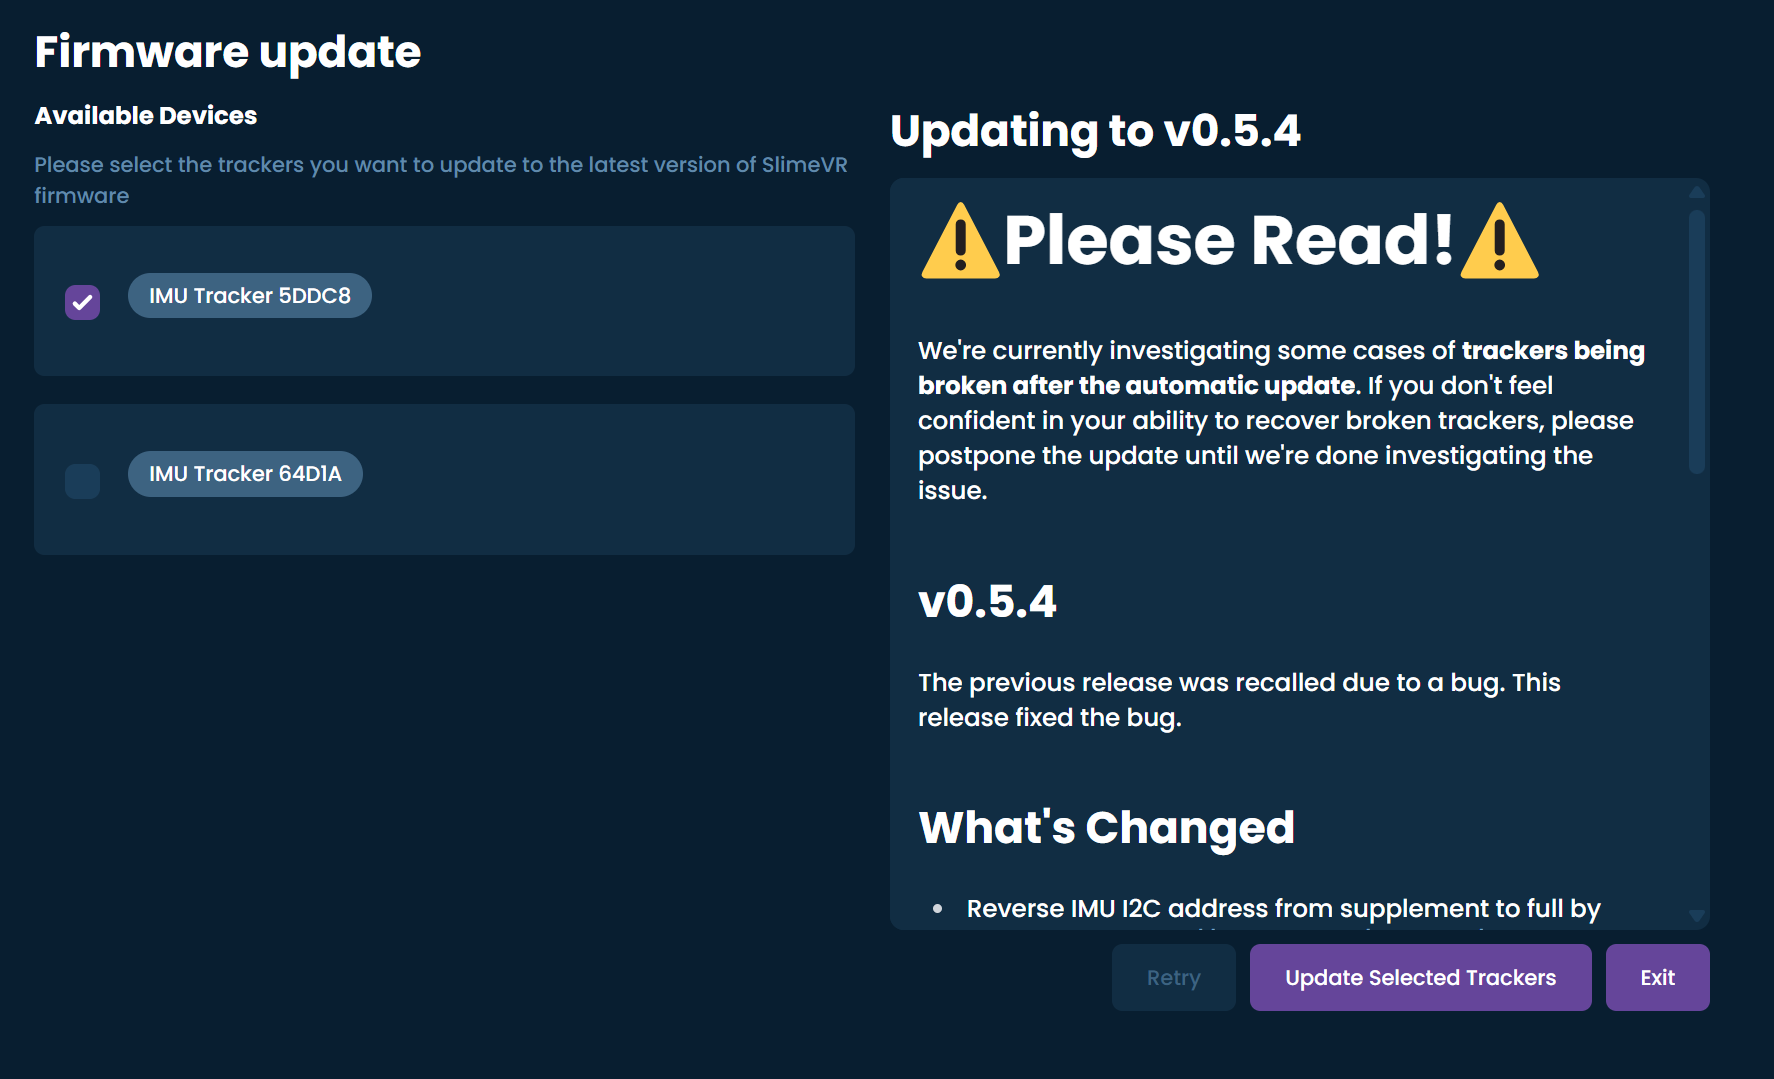 Firmware update
Available Devices
Please select the trackers you want to update to the latest version of SlimeVR
firmware
IMU Tracker 5DDC8
IMU Tracker 64D1A
Updating to v0.5.4
⚠️Please Read!⚠️
We're currently investigating some cases of trackers being
broken after the automatic update. If you don't feel
confident in your ability to recover broken trackers, please
postpone the update until we're done investigating the
issue.
v0.5.4
The previous release was recalled due to a bug. This
release fixed the bug.
What's Changed
• Reverse IMU I2C address from supplement to full by
Retry
Update Selected Trackers
Exit